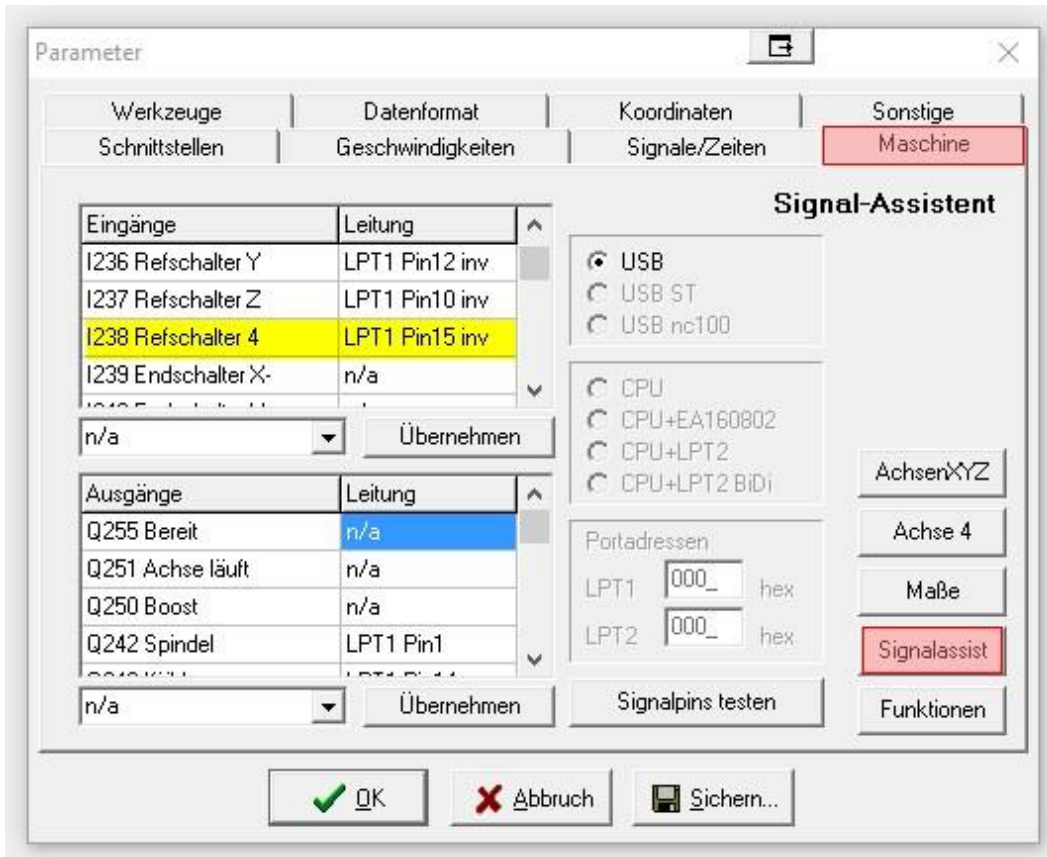 Parameter
Werkzeuge Datenformat Koordinaten Sonstige
Schnittstellen Geschwindigkeiten Signale/Zeiten Maschine
Signal-Assistent
Eingänge Leitung
I236 Refschalter Y LPT1 Pin12 inv
I237 Refschalter Z LPT1 Pin10 inv
I238 Refschalter 4 LPT1 Pin15 inv
I239 Endschalter X- n/a
n/a Übernehmen
Ausgänge Leitung
Q255 Bereit n/a
Q251 Achse läuft n/a
Q250 Boost n/a
Q242 Spindel LPT1 Pin1
n/a Übernehmen
USB
USB ST
USB nc100
CPU
CPU+EA160802
CPU+LPT2
CPU+LPT2 BiDi
Portadressen
LPT1 000_ hex
LPT2 000_ hex
Signalpins testen
AchsenXYZ
Achse 4
Maße
Signalassist
Funktionen
OK Abbruch Sichern...